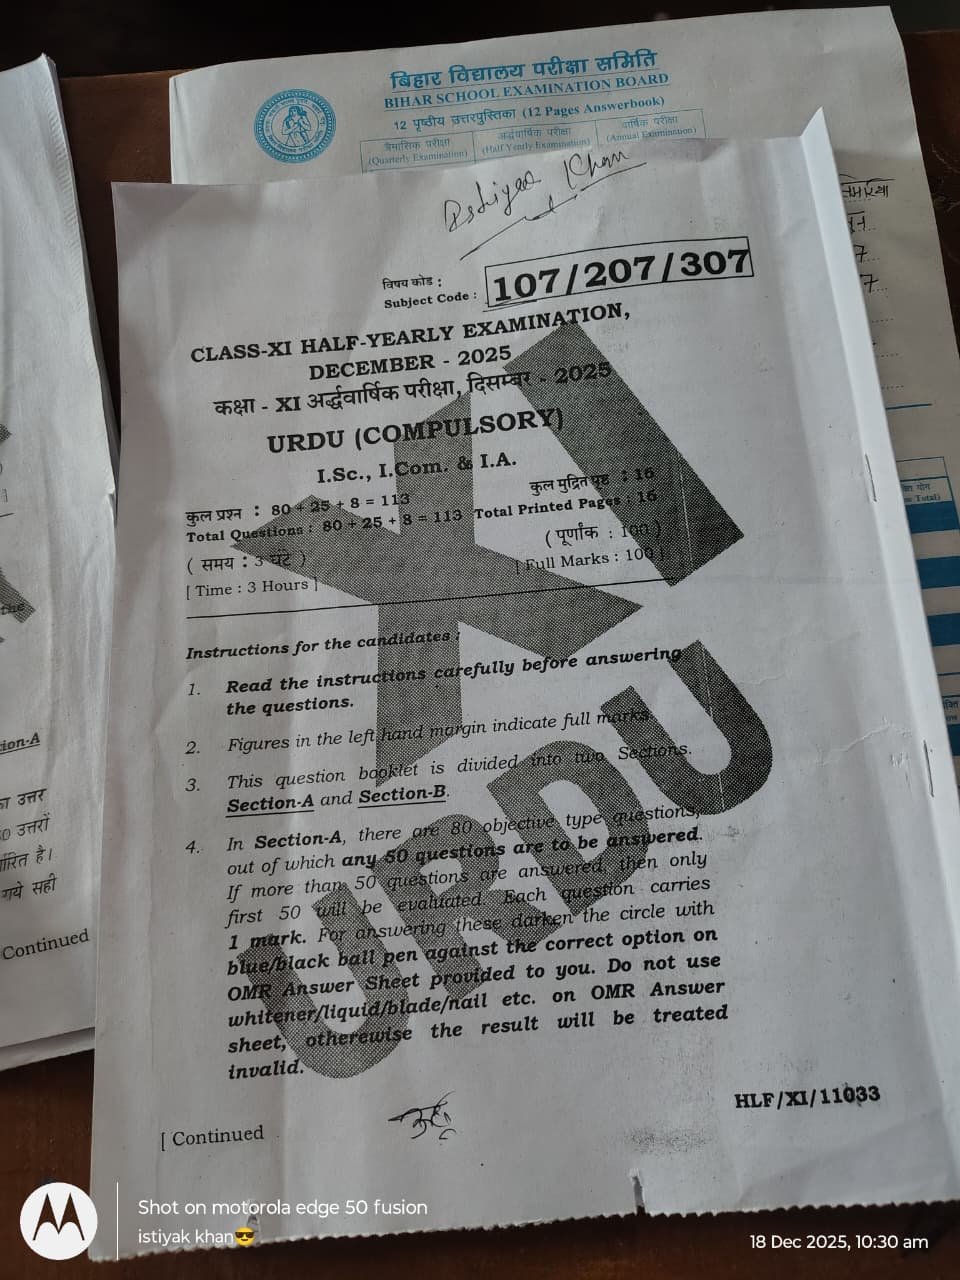 बिहार विद्यालय परीक्षा समिति
BIHAR SCHOOL EXAMINATION BOARD
12 पृष्ठीय उत्तरपुस्तिका (12 Pages Answerbook)
त्रैमासिक परीक्षा
(Quarterly Examination)
अर्द्धवार्षिक परीक्षा
(Half Yearly Examination)
वार्षिक परीक्षा
(Annual Examination)
Khan
विषय कोड :
Subject Code : 107/207/307
CLASS-XI HALF-YEARLY EXAMINATION,
DECEMBER - 2025
कक्षा - XI अर्द्धवार्षिक परीक्षा, दिसम्बर - 2025
URDU (COMPULSORY)
I.Sc., I.Com. & I.A.
कुल प्रश्न : 80 + 25 + 8 = 113
कुल मुद्रित पृष्ठ : 16
Total Questions : 80 + 25 + 8 = 113 Total Printed Pages : 16
( समय : 3 घंटे )
( पूर्णांक : 100 )
[ Time : 3 Hours ]
[ Full Marks : 100 ]
Instructions for the candidates :
1. Read the instructions carefully before answering
the questions.
2. Figures in the left hand margin indicate full marks.
3. This question booklet is divided into two Sections.
Section-A and Section-B.
4. In Section-A, there are 80 objective type questions,
out of which any 50 questions are to be answered.
If more than 50 questions are answered, then only
first 50 will be evaluated. Each question carries
1 mark. For answering these darken the circle with
blue/black ball pen against the correct option on
OMR Answer Sheet provided to you. Do not use
whitener/liquid/blade/nail etc. on OMR Answer
sheet, otherwise the result will be treated
invalid.
XI
URDU
[ Continued
HLF/XI/11033
the
ion-A
का उत्तर
50 उत्तरों
र्धारित है।
गये सही
Continued
Shot on motorola edge 50 fusion
istiyak khan😎
18 Dec 2025, 10:30 am